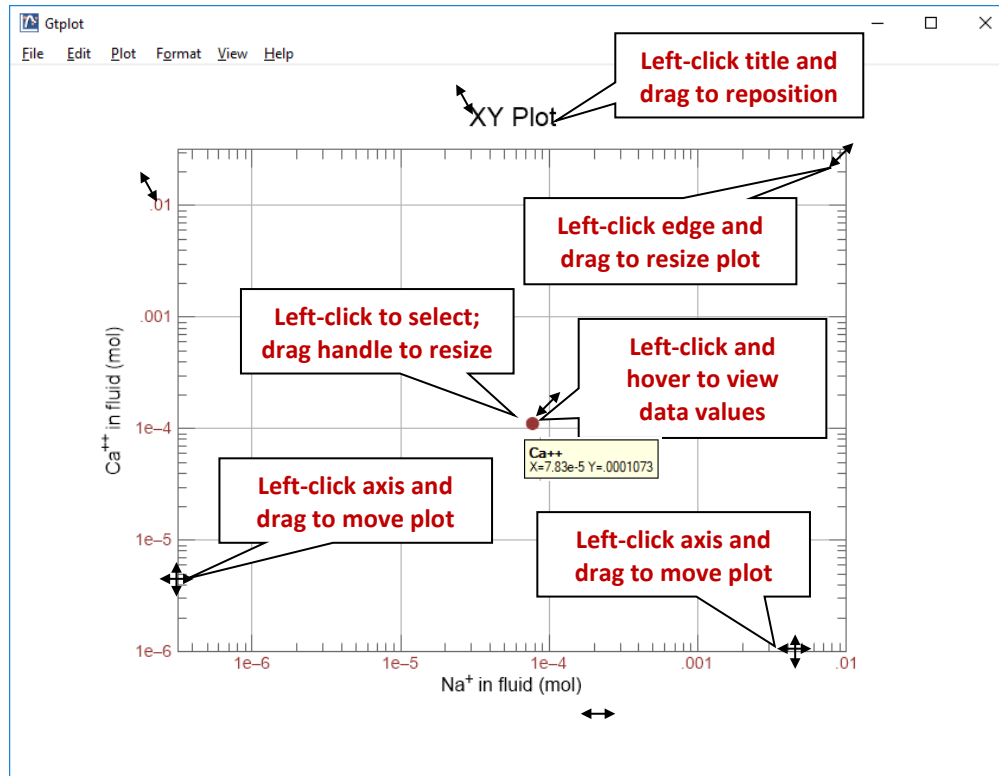 Gtplot
File Edit Plot Format View Help
Left-click title and
drag to reposition
XY Plot
.01
Left-click edge and
drag to resize plot
.001
Left-click to select;
drag handle to resize
Left-click and
hover to view
data values
Ca++ in fluid (mol)
1e–4
Ca++
X=7.83e-5 Y=.0001073
Left-click axis and
drag to move plot
Left-click axis and
drag to move plot
1e–5
1e–6
1e–6 1e–5 1e–4 .001 .01
Na+ in fluid (mol)